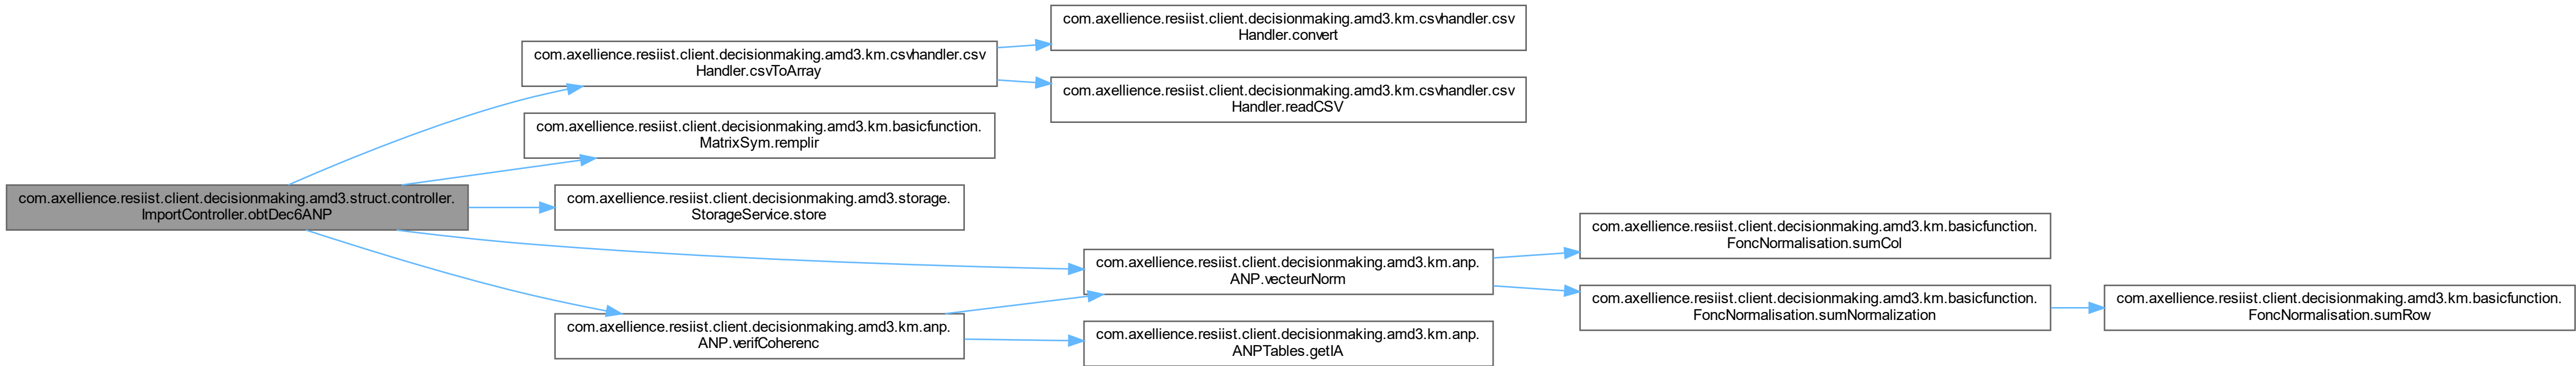 com.axellience.resiist.client.decisionmaking.amd3.struct.controller.
ImportController.obtDec6ANP
com.axellience.resiist.client.decisionmaking.amd3.km.csvhandler.csv
Handler.csvToArray
com.axellience.resiist.client.decisionmaking.amd3.km.csvhandler.csv
Handler.convert
com.axellience.resiist.client.decisionmaking.amd3.km.csvhandler.csv
Handler.readCSV
com.axellience.resiist.client.decisionmaking.amd3.km.basicfunction.
MatrixSym.remplir
com.axellience.resiist.client.decisionmaking.amd3.storage.
StorageService.store
com.axellience.resiist.client.decisionmaking.amd3.km.anp.
ANP.vecteurNorm
com.axellience.resiist.client.decisionmaking.amd3.km.basicfunction.
FoncNormalisation.sumCol
com.axellience.resiist.client.decisionmaking.amd3.km.basicfunction.
FoncNormalisation.sumNormalization
com.axellience.resiist.client.decisionmaking.amd3.km.basicfunction.
FoncNormalisation.sumRow
com.axellience.resiist.client.decisionmaking.amd3.km.anp.
ANP.verifCoherenc
com.axellience.resiist.client.decisionmaking.amd3.km.anp.
ANPTables.getIA